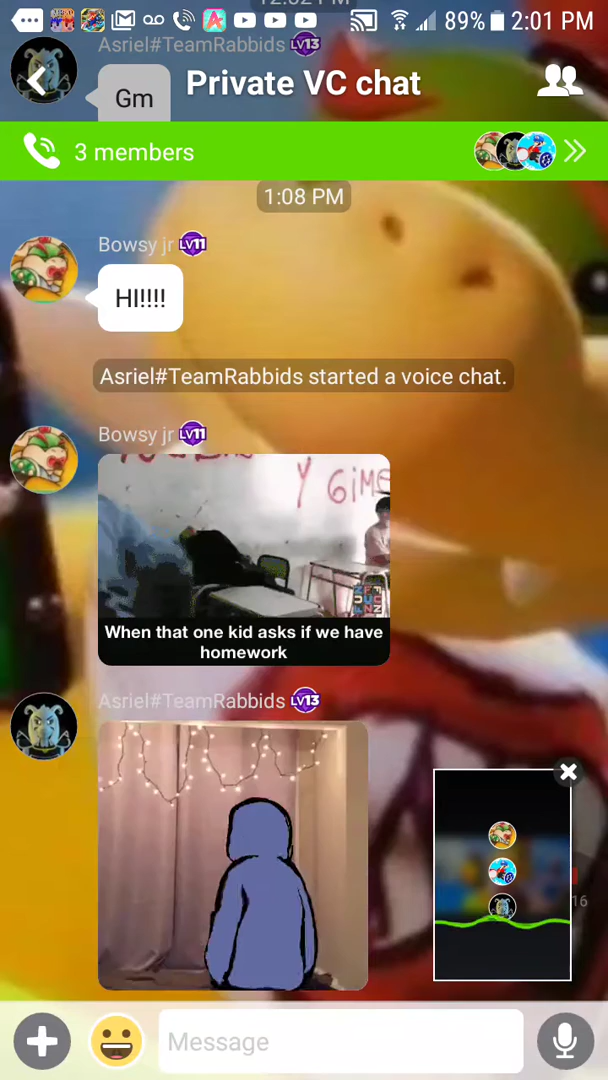 89% 2:01 PM
Asriel#TeamRabbids LV13
Private VC chat
Gm
3 members
1:08 PM
Bowsy jr LV11
HI!!!!
Asriel#TeamRabbids started a voice chat.
Bowsy jr LV11
Y GIME
When that one kid asks if we have
homework
Asriel#TeamRabbids LV13
16
Message